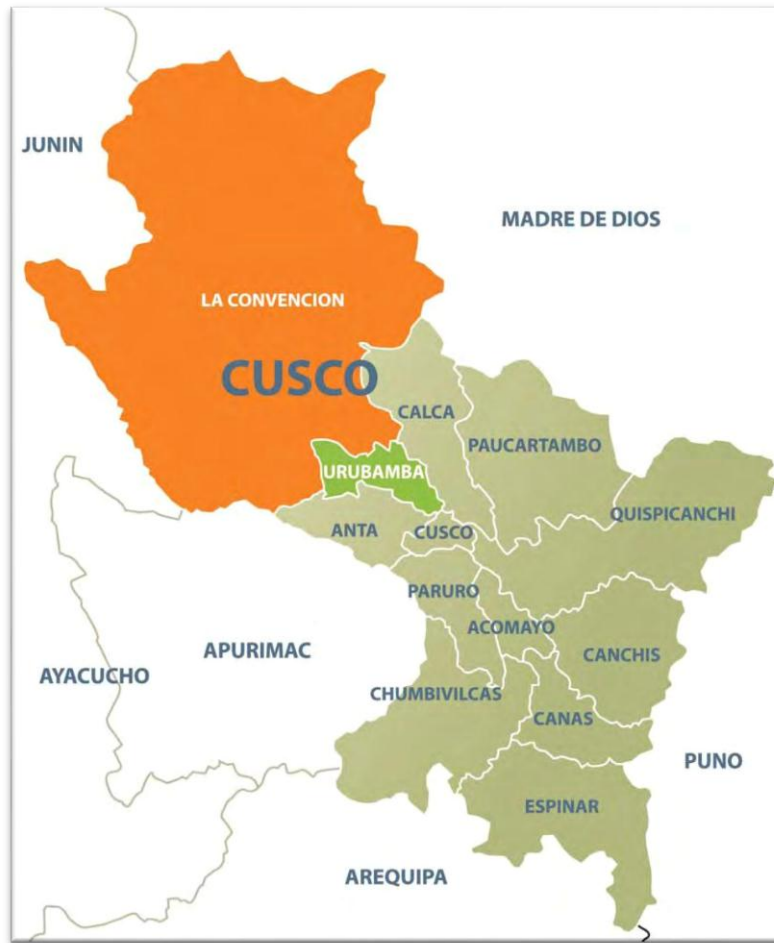 JUNIN
MADRE DE DIOS
LA CONVENCION
CUSCO
CALCA
PAUCARTAMBO
URUBAMBA
QUISPICANCHI
ANTA
CUSCO
PARURO
ACOMAYO
APURIMAC
CANCHIS
AYACUCHO
CHUMBIVILCAS
CANAS
PUNO
ESPINAR
AREQUIPA